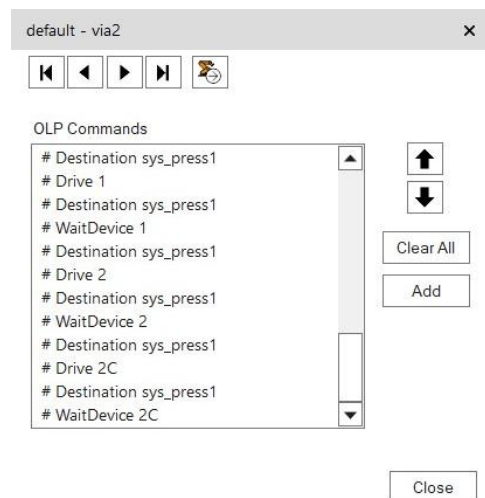 default - via2
OLP Commands
# Destination sys_press1
# Drive 1
# Destination sys_press1
# WaitDevice 1
# Destination sys_press1
# Drive 2
# Destination sys_press1
# WaitDevice 2
# Destination sys_press1
# Drive 2C
# Destination sys_press1
# WaitDevice 2C
Clear All
Add
Close